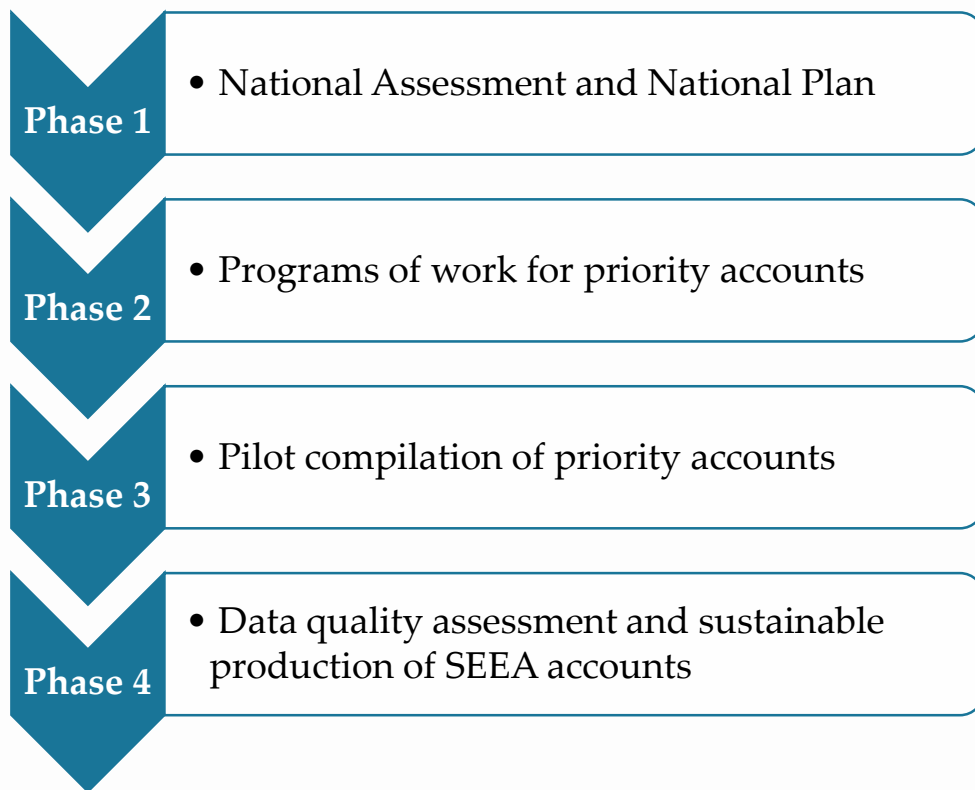 Phase 1
• National Assessment and National Plan
Phase 2
• Programs of work for priority accounts
Phase 3
• Pilot compilation of priority accounts
Phase 4
• Data quality assessment and sustainable
production of SEEA accounts